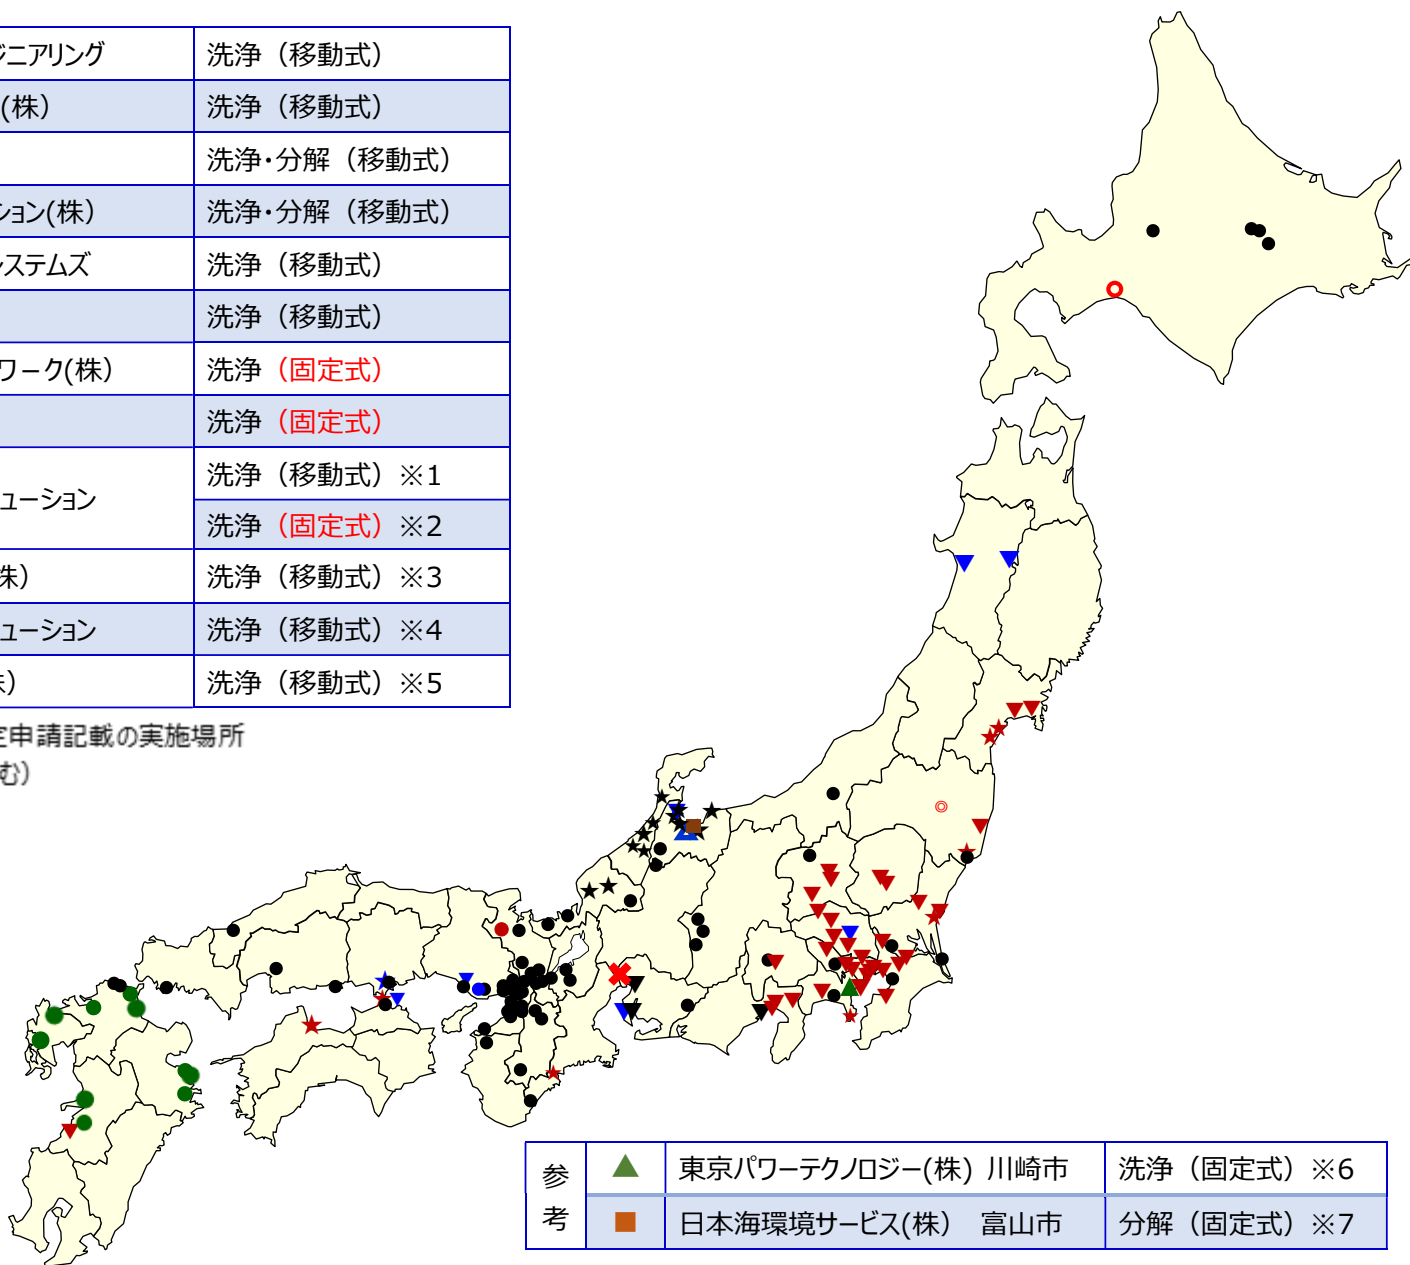 ジニアリング 洗浄（移動式）
(株） 洗浄（移動式）
洗浄・分解（移動式）
ション(株） 洗浄・分解（移動式）
システムズ 洗浄（移動式）
洗浄（移動式）
ワーク(株） 洗浄（固定式）
洗浄（固定式）
ューション 洗浄（移動式）※1
洗浄（固定式）※2
株） 洗浄（移動式）※3
ューション 洗浄（移動式）※4
株） 洗浄（移動式）※5
定申請記載の実施場所
む）
参考
東京パワーテクノロジー(株) 川崎市 洗浄（固定式）※6
日本海環境サービス(株） 富山市 分解（固定式）※7